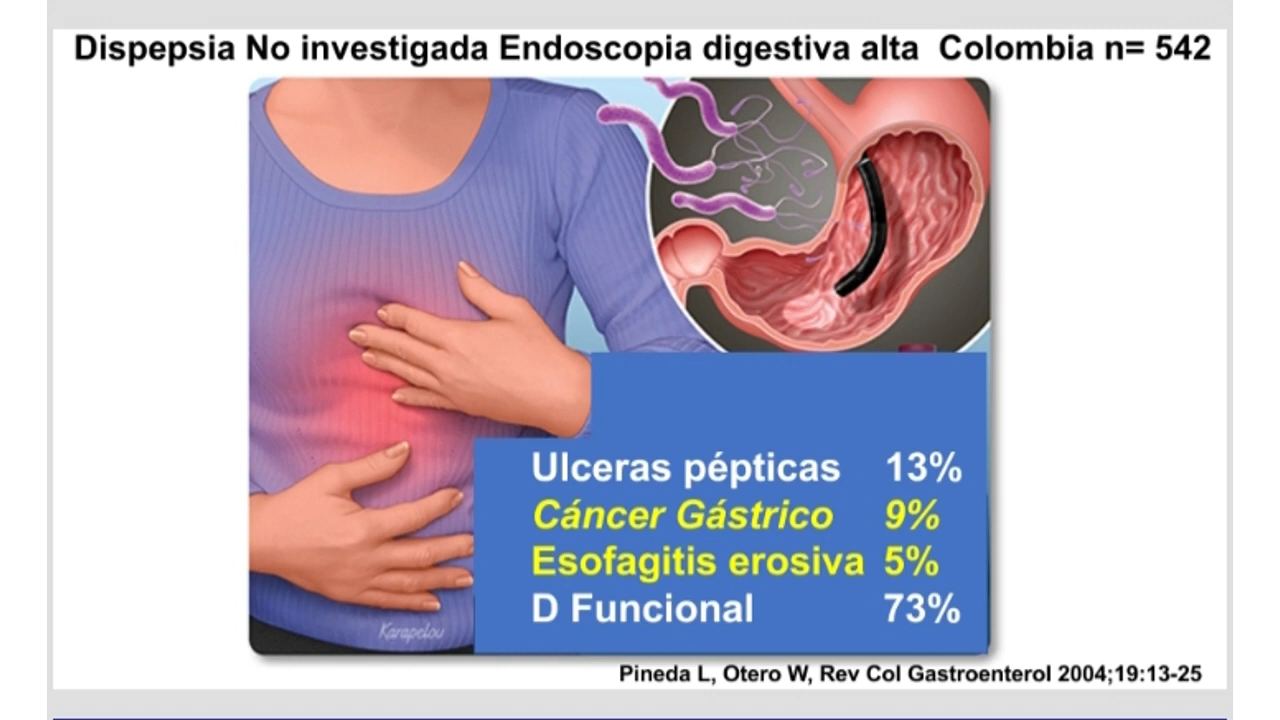 Dispepsia No investigada Endoscopia digestiva alta Colombia n= 542
Karapelou
Ulceras pépticas 13%
Cáncer Gástrico 9%
Esofagitis erosiva 5%
D Funcional 73%
Pineda L, Otero W, Rev Col Gastroenterol 2004;19:13-25